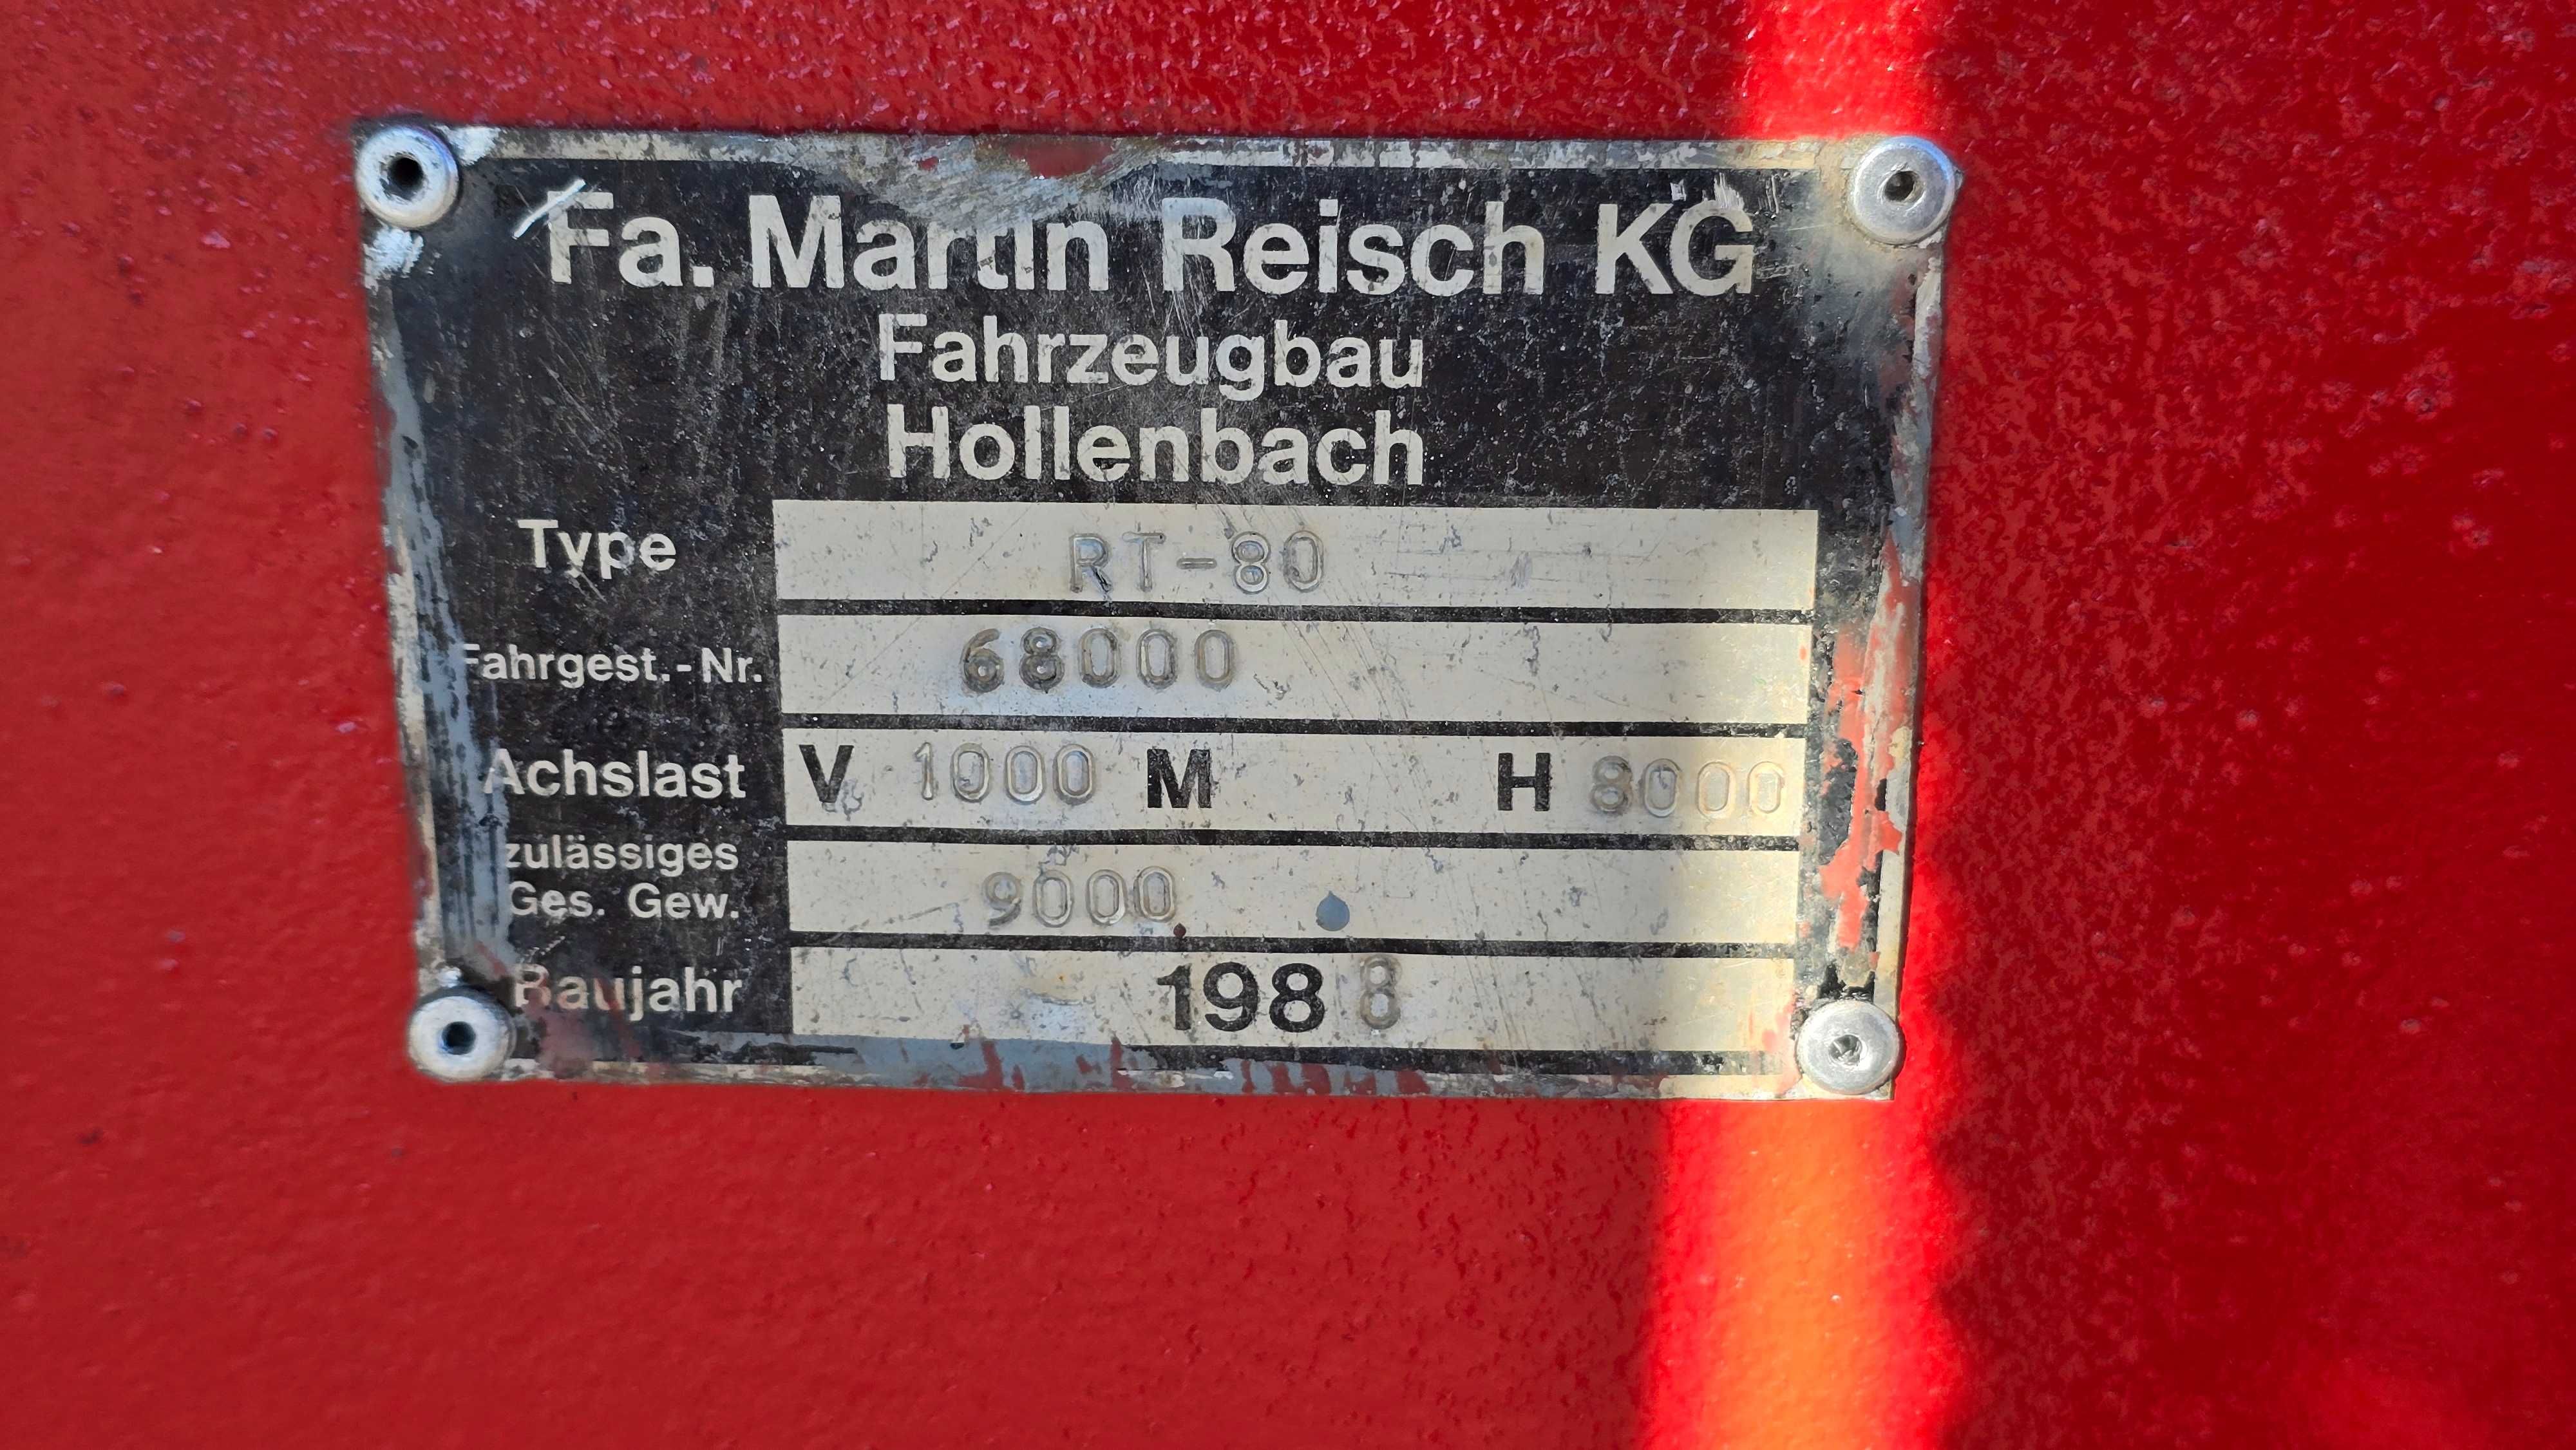 Fa. Martin Reisch KG
Fahrzeugbau
Hollenbach
Type RT-80
Fahrgest.-Nr. 68000
Achslast V 1000 M H 8000
zulässiges
Ges. Gew. 9000
Baujahr 1988